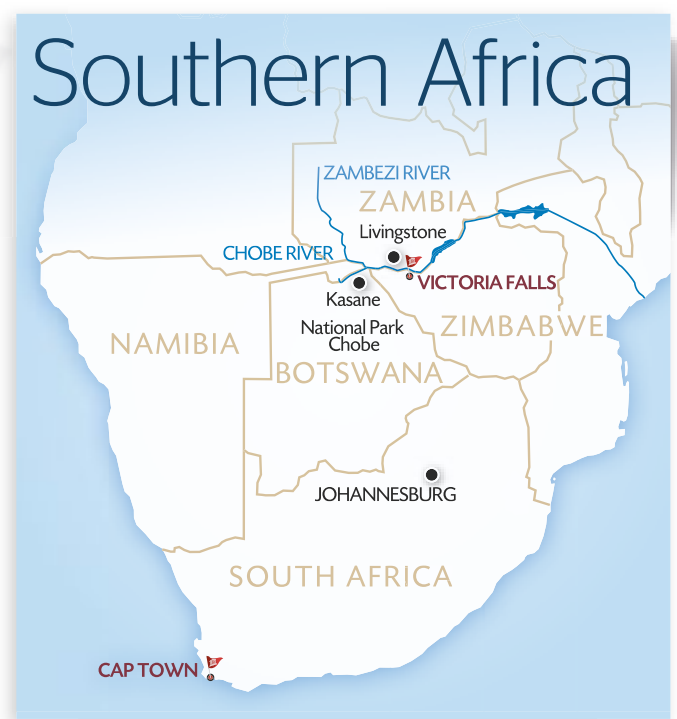 Southern Africa
ZAMBEZI RIVER
ZAMBIA
Livingstone
CHOBE RIVER
VICTORIA FALLS
Kasane
National Park
Chobe
ZIMBABWE
NAMIBIA
BOTSWANA
JOHANNESBURG
SOUTH AFRICA
CAP TOWN